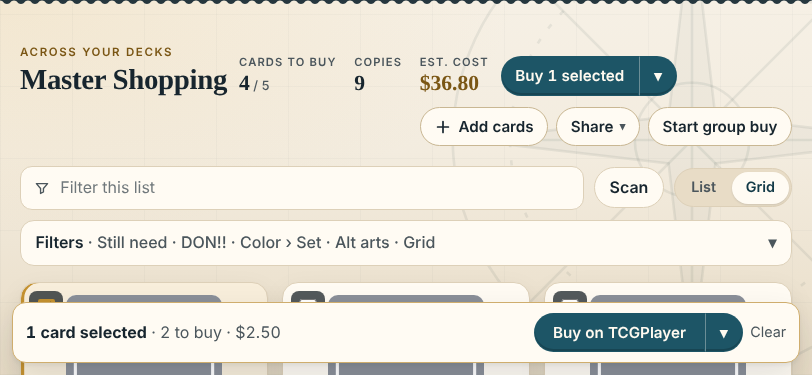 ACROSS YOUR DECKS
Master Shopping
CARDS TO BUY COPIES EST. COST
4 / 5 9 $36.80
Buy 1 selected ▼
+ Add cards Share ▾ Start group buy
Filter this list Scan List Grid
Filters · Still need · DON!! · Color › Set · Alt arts · Grid ▼
1 card selected · 2 to buy · $2.50 Buy on TCGPlayer ▼ Clear